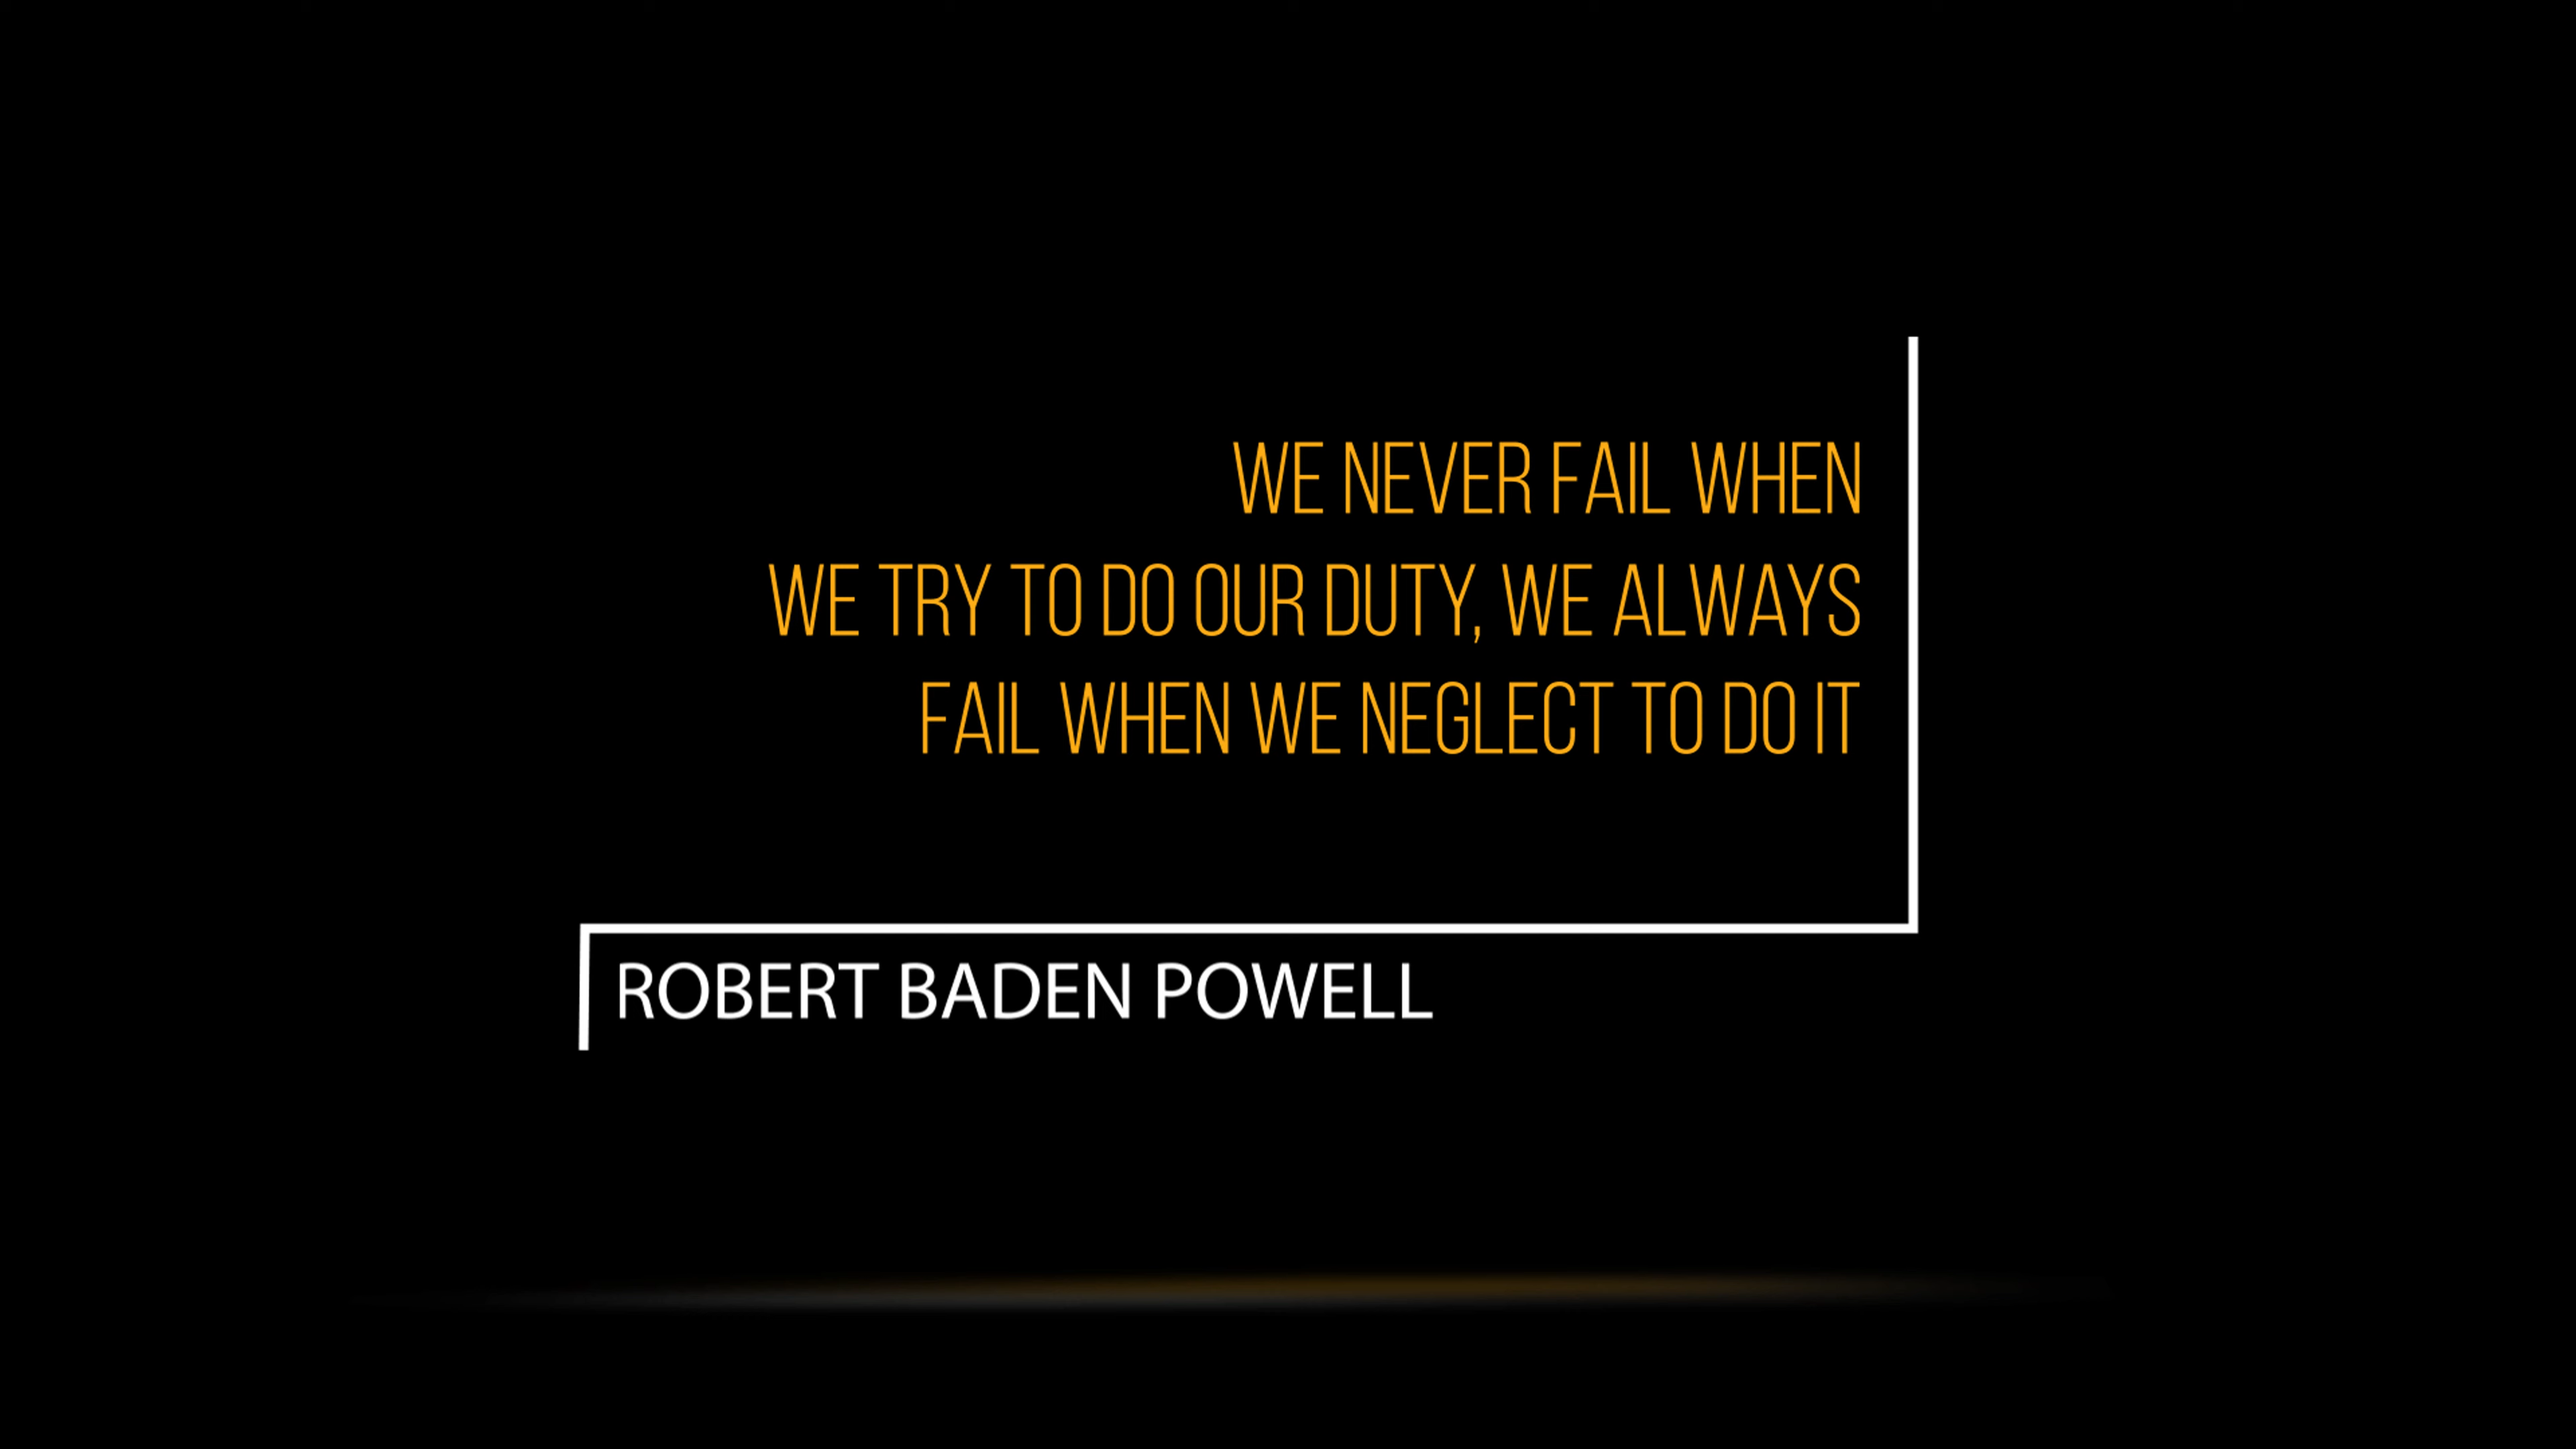 WE NEVER FAIL WHEN
WE TRY TO DO OUR DUTY, WE ALWAYS
FAIL WHEN WE NEGLECT TO DO IT
ROBERT BADEN POWELL